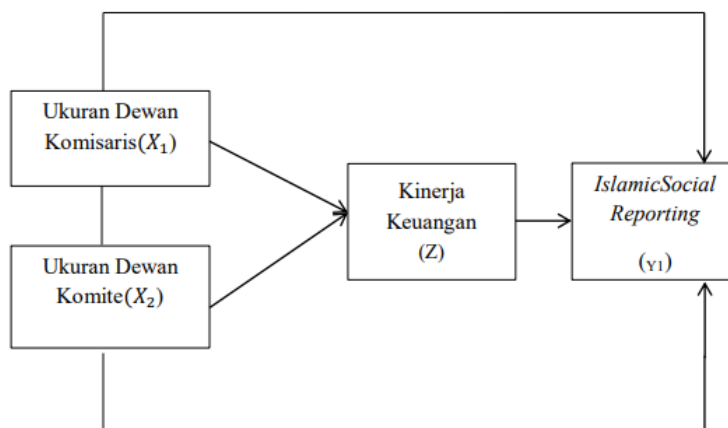 Ukuran Dewan
Komisaris(X₁)
Ukuran Dewan
Komite(X₂)
Kinerja
Keuangan
(Z)
IslamicSocial
Reporting
(Y1)